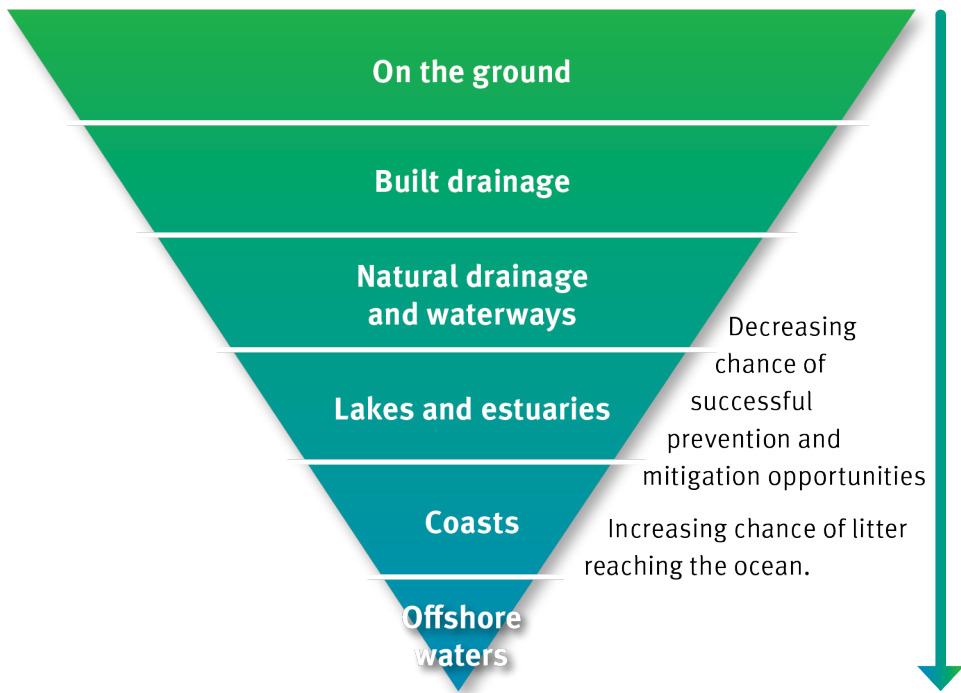 On the ground
Built drainage
Natural drainage
and waterways
Lakes and estuaries
Coasts
Offshore
waters
Decreasing
chance of
successful
prevention and
mitigation opportunities
Increasing chance of litter
reaching the ocean.